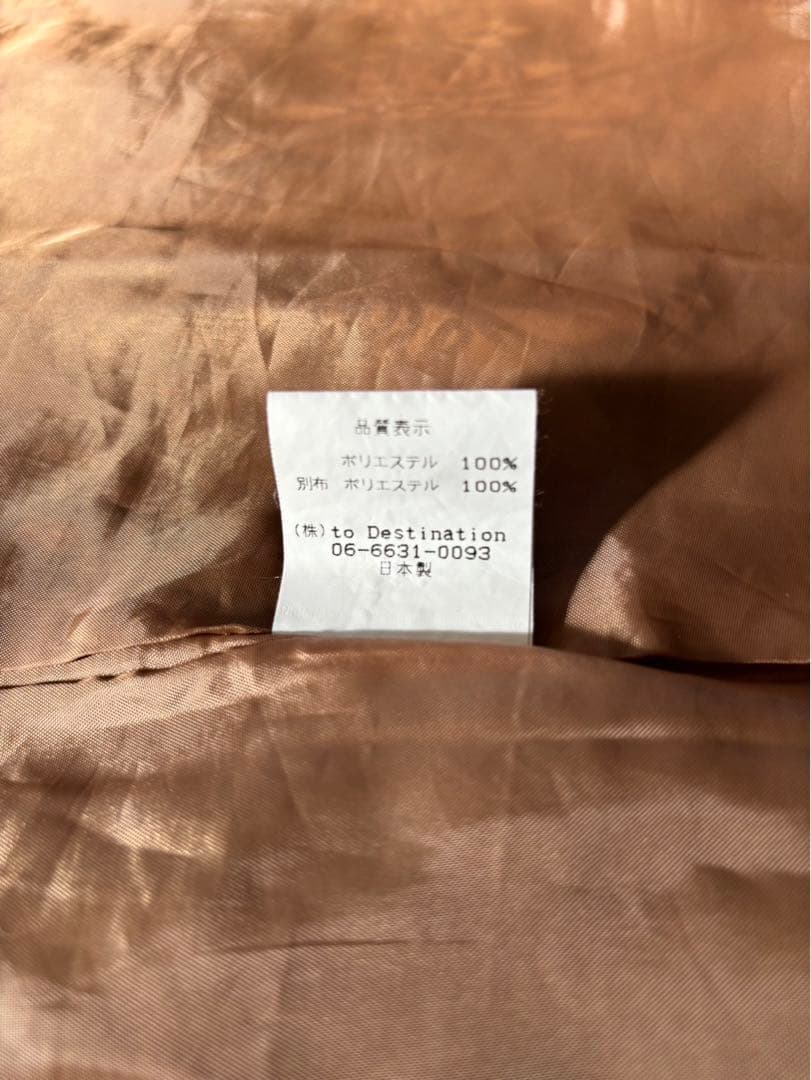 品質表示
ポリエステル 100%
別布 ポリエステル 100%
(株)to Destination
06-6631-0093
日本製